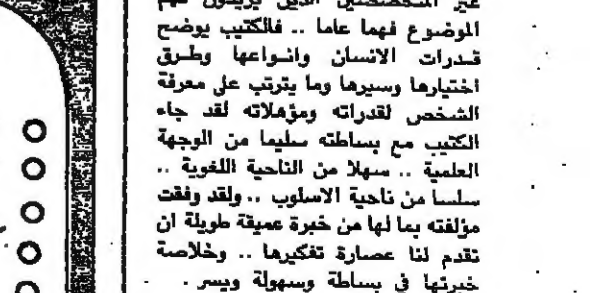 غير المتخصصين الذين يريدون فهم
الموضوع فهما عاما .. فالكتيب يوضح
قدرات الانسان وانواعها وطرق
اختبارها وسيرها وما يترتب على معرفة
الشخص لقدراته ومؤهلاته لقد جاء
الكتيب مع بساطته سليما من الوجهة
العلمية .. سهلا من الناحية اللغوية ..
سلسا من ناحية الاسلوب .. ولقد وفقت
مؤلفته بما لها من خبرة عميقة طويلة ان
تقدم لنا عصارة تفكيرها .. وخلاصة
خبرتها في بساطة وسهولة ويسر .